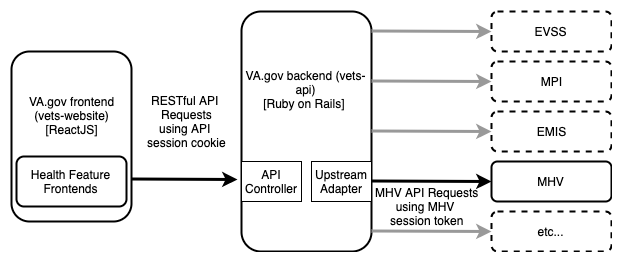 VA.gov frontend
(vets-website)
[ReactJS]
Health Feature
Frontends
RESTful API
Requests
using API
session cookie
VA.gov backend (vets-
api)
[Ruby on Rails]
API
Controller
Upstream
Adapter
MHV API Requests
using MHV
session token
EVSS
MPI
EMIS
MHV
etc...